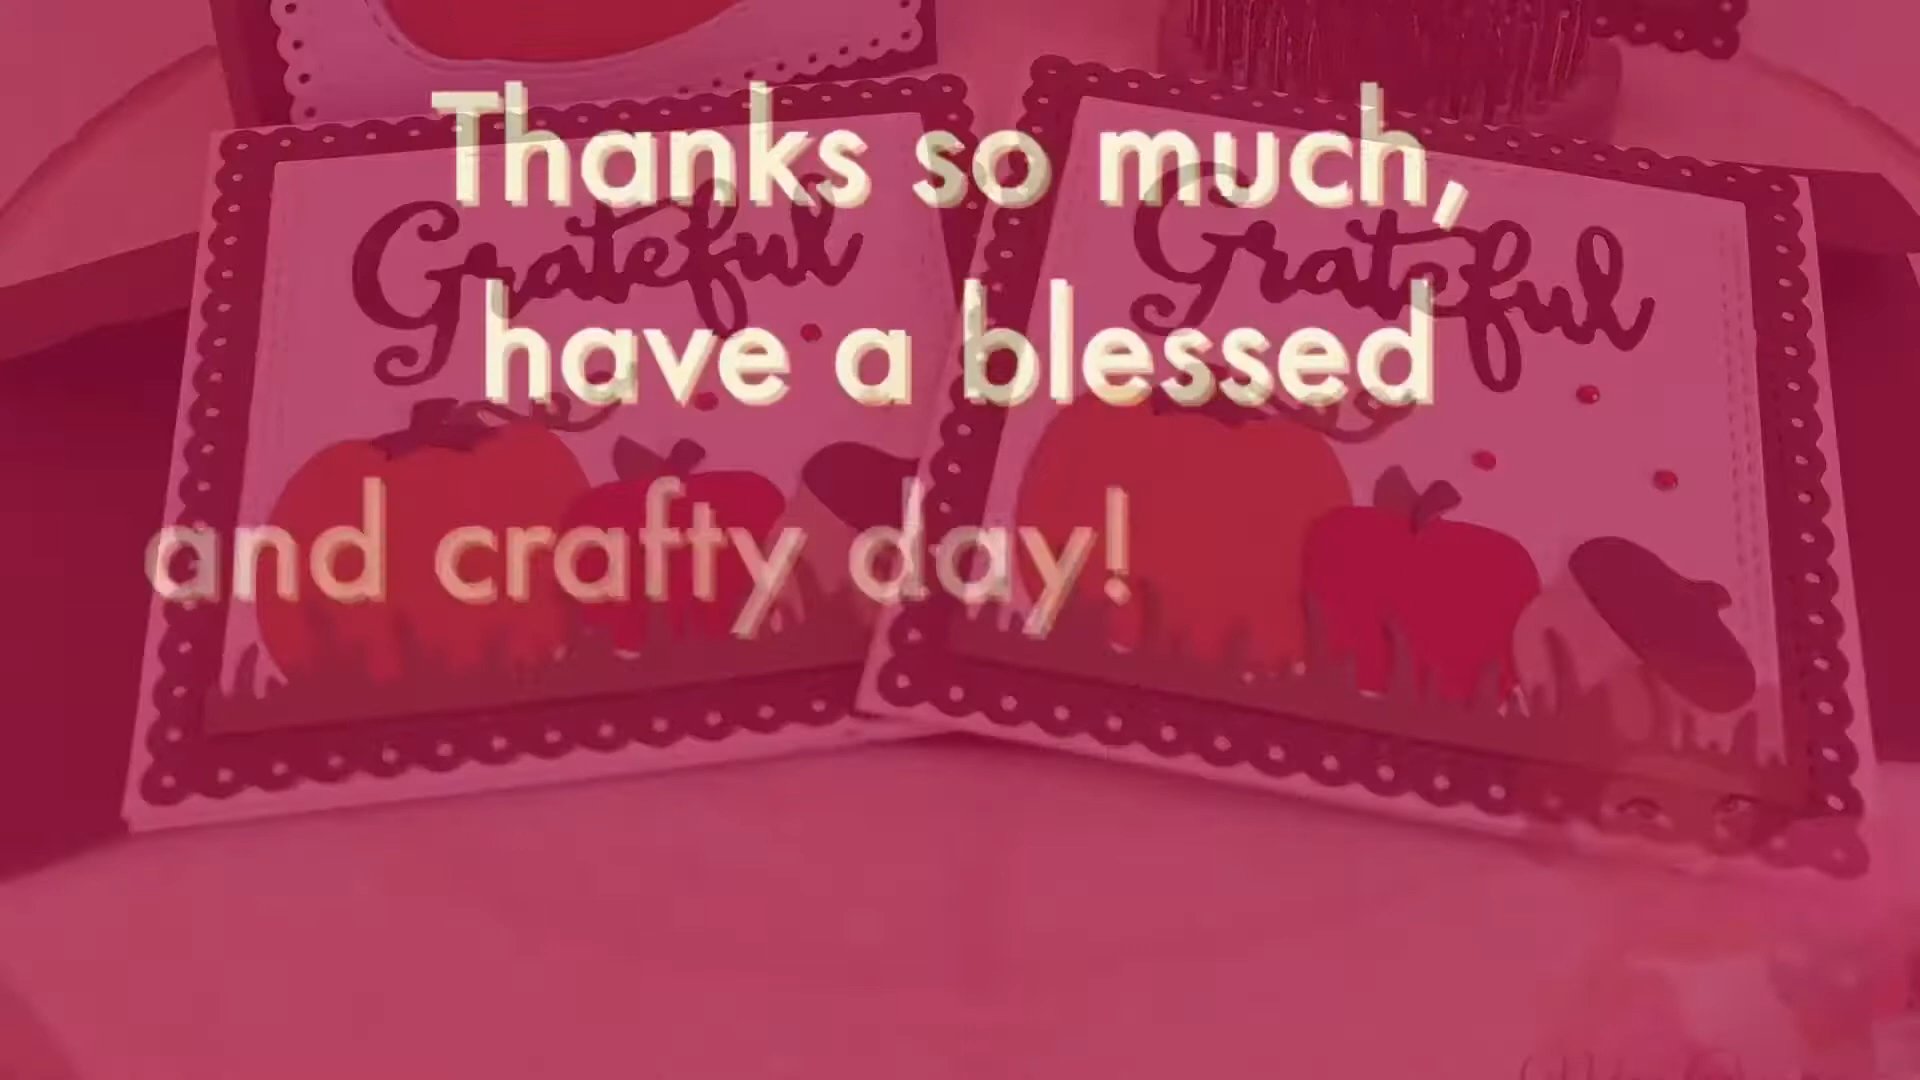 Thanks so much,
Grateful
Grateful
have a blessed
and crafty day!